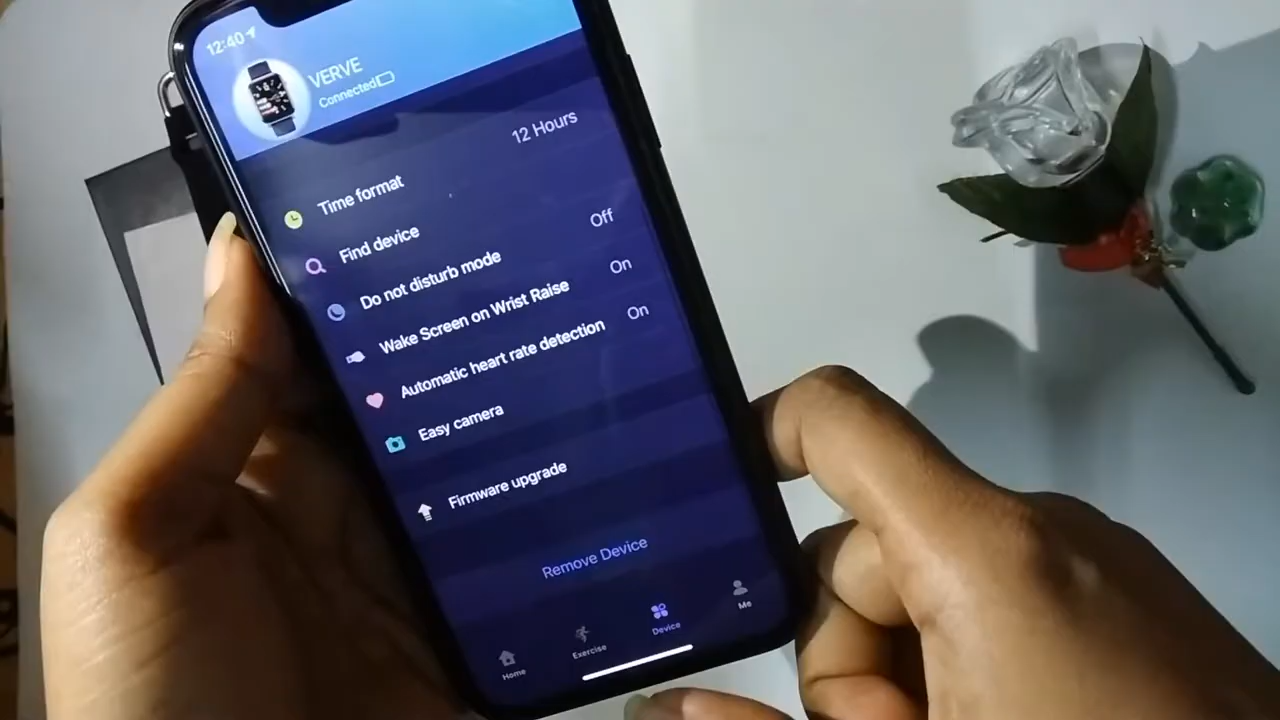 12:40
VERVE
Connected
Time format 12 Hours
Find device
Do not disturb mode Off
Wake Screen on Wrist Raise On
Automatic heart rate detection On
Easy camera
Firmware upgrade
Remove Device
Home Exercise Device Me